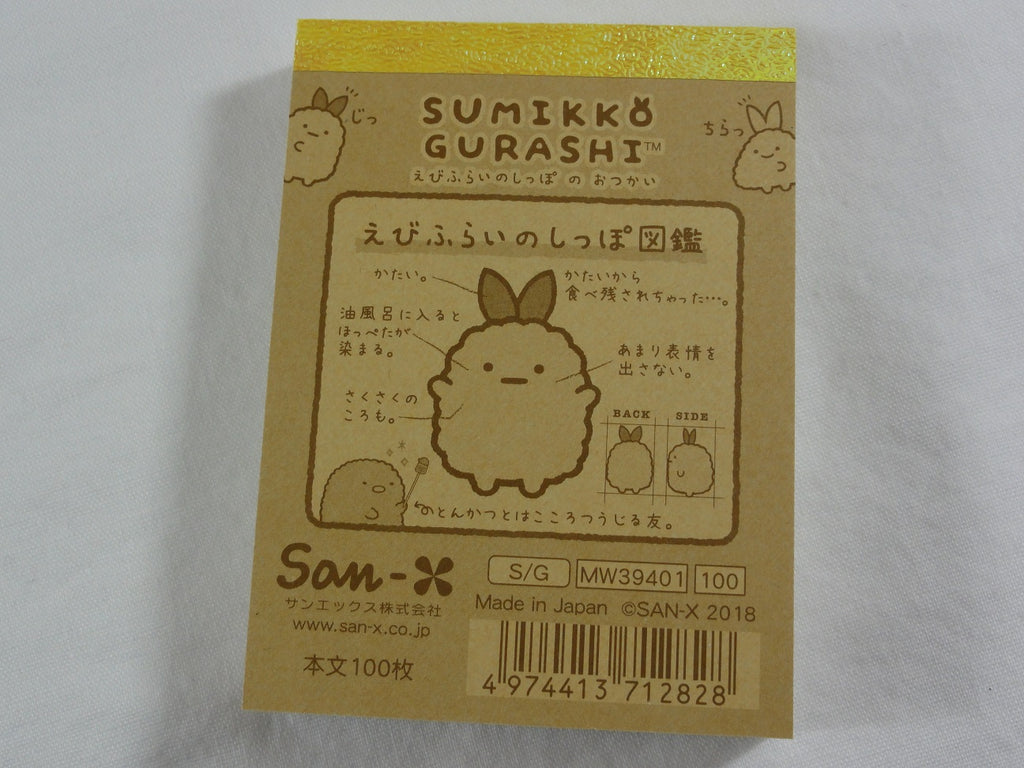 SUMIKKO
GURASHI™
えびふらいのしっぽ の おつかい
じっ
ちらっ
えびふらいのしっぽ図鑑
かたい。
かたいから
食べ残されちゃった…。
油風呂に入ると
ほっぺたが
染まる。
あまり表情を
出さない。
さくさくの
ころも。
BACK SIDE
とんかつとはこころつうじる友。
San-X
サンエックス株式会社
www.san-x.co.jp
本文100枚
S/G MW39401 100
Made in Japan ©SAN-X 2018
4 974413 712828